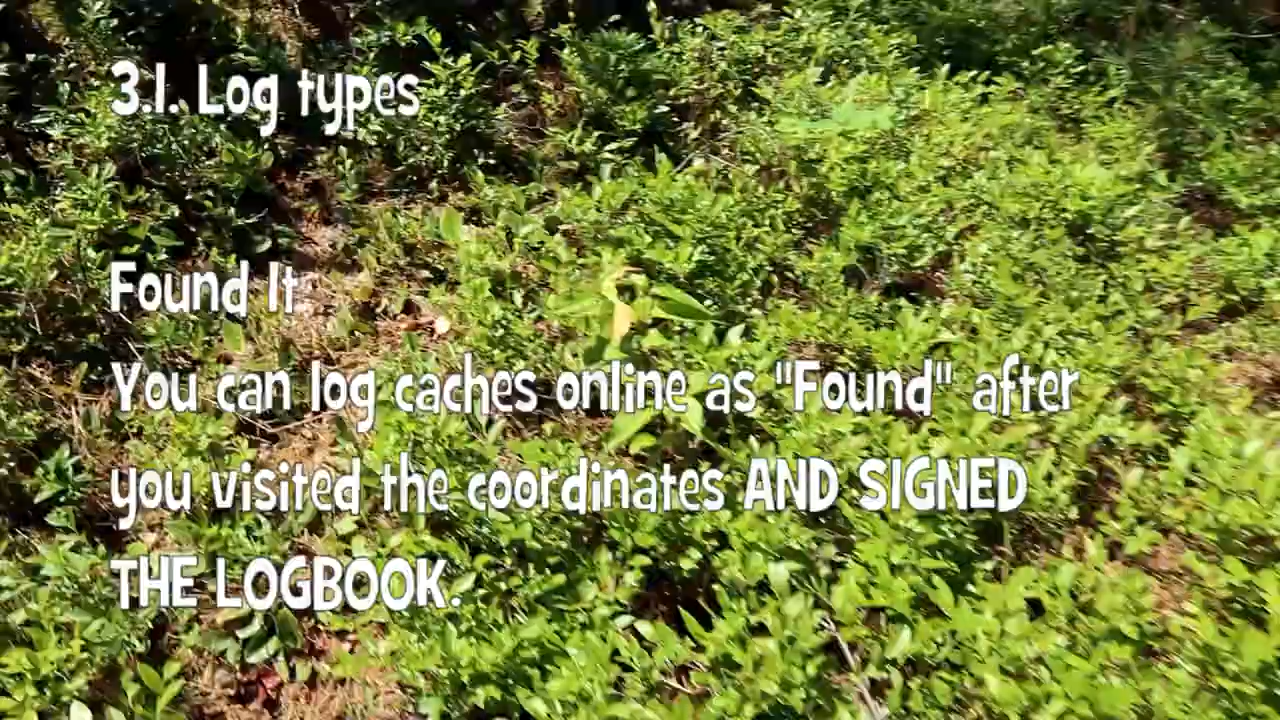 3.1. Log types
Found It
You can log caches online as "Found" after
you visited the coordinates AND SIGNED
THE LOGBOOK.